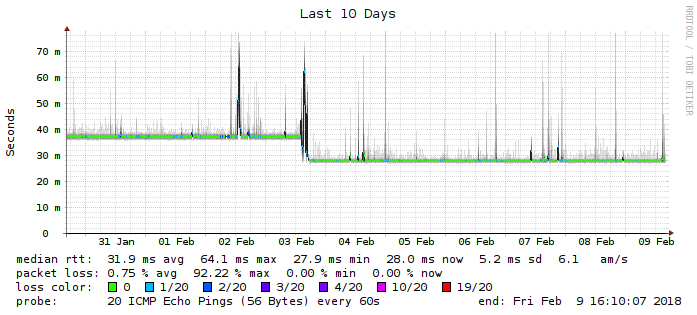 Last 10 Days
RRDTOOL / TOBI OETIKER
Seconds
70 m
60 m
50 m
40 m
30 m
20 m
10 m
0
31 Jan 01 Feb 02 Feb 03 Feb 04 Feb 05 Feb 06 Feb 07 Feb 08 Feb 09 Feb
median rtt: 31.9 ms avg 64.1 ms max 27.9 ms min 28.0 ms now 5.2 ms sd 6.1 am/s
packet loss: 0.75 % avg 92.22 % max 0.00 % min 0.00 % now
loss color: 0 1/20 2/20 3/20 4/20 10/20 19/20
probe: 20 ICMP Echo Pings (56 Bytes) every 60s end: Fri Feb 9 16:10:07 2018